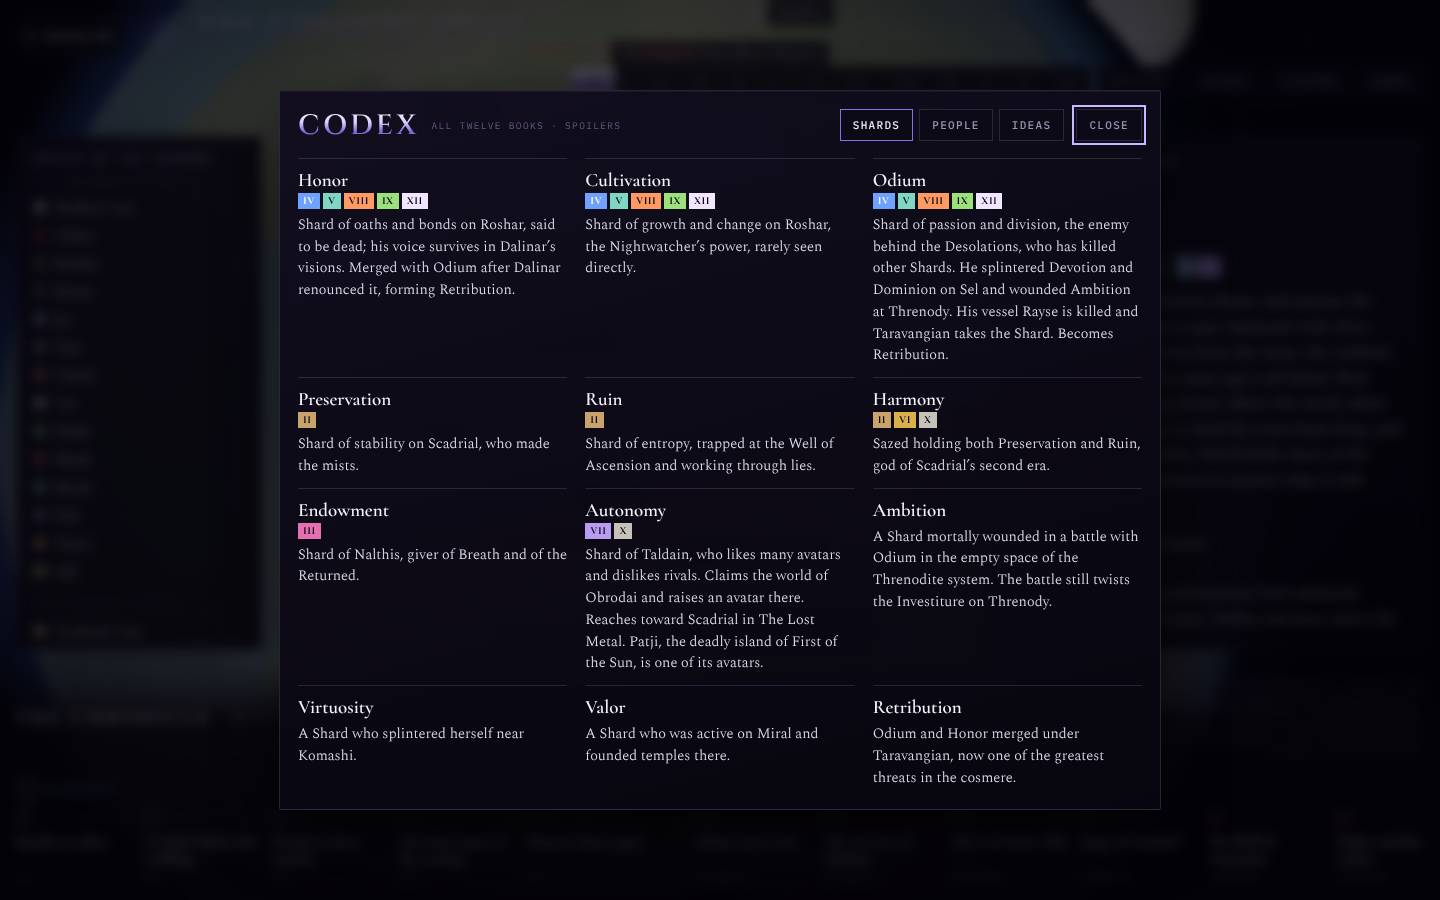 CODEX ALL TWELVE BOOKS · SPOILERS
SHARDS PEOPLE IDEAS CLOSE
Honor
IV V VIII IX XII
Shard of oaths and bonds on Roshar, said
to be dead; his voice survives in Dalinar’s
visions. Merged with Odium after Dalinar
renounced it, forming Retribution.
Cultivation
IV V VIII IX XII
Shard of growth and change on Roshar,
the Nightwatcher’s power, rarely seen
directly.
Odium
IV V VIII IX XII
Shard of passion and division, the enemy
behind the Desolations, who has killed
other Shards. He splintered Devotion and
Dominion on Sel and wounded Ambition
at Threnody. His vessel Rayse is killed and
Taravangian takes the Shard. Becomes
Retribution.
Preservation
II
Shard of stability on Scadrial, who made
the mists.
Ruin
II
Shard of entropy, trapped at the Well of
Ascension and working through lies.
Harmony
II VI X
Sazed holding both Preservation and Ruin,
god of Scadrial’s second era.
Endowment
III
Shard of Nalthis, giver of Breath and of the
Returned.
Autonomy
VII X
Shard of Taldain, who likes many avatars
and dislikes rivals. Claims the world of
Obrodai and raises an avatar there.
Reaches toward Scadrial in The Lost
Metal. Patji, the deadly island of First of
the Sun, is one of its avatars.
Ambition
A Shard mortally wounded in a battle with
Odium in the empty space of the
Threnodite system. The battle still twists
the Investiture on Threnody.
Virtuosity
A Shard who splintered herself near
Komashi.
Valor
A Shard who was active on Miral and
founded temples there.
Retribution
Odium and Honor merged under
Taravangian, now one of the greatest
threats in the cosmere.